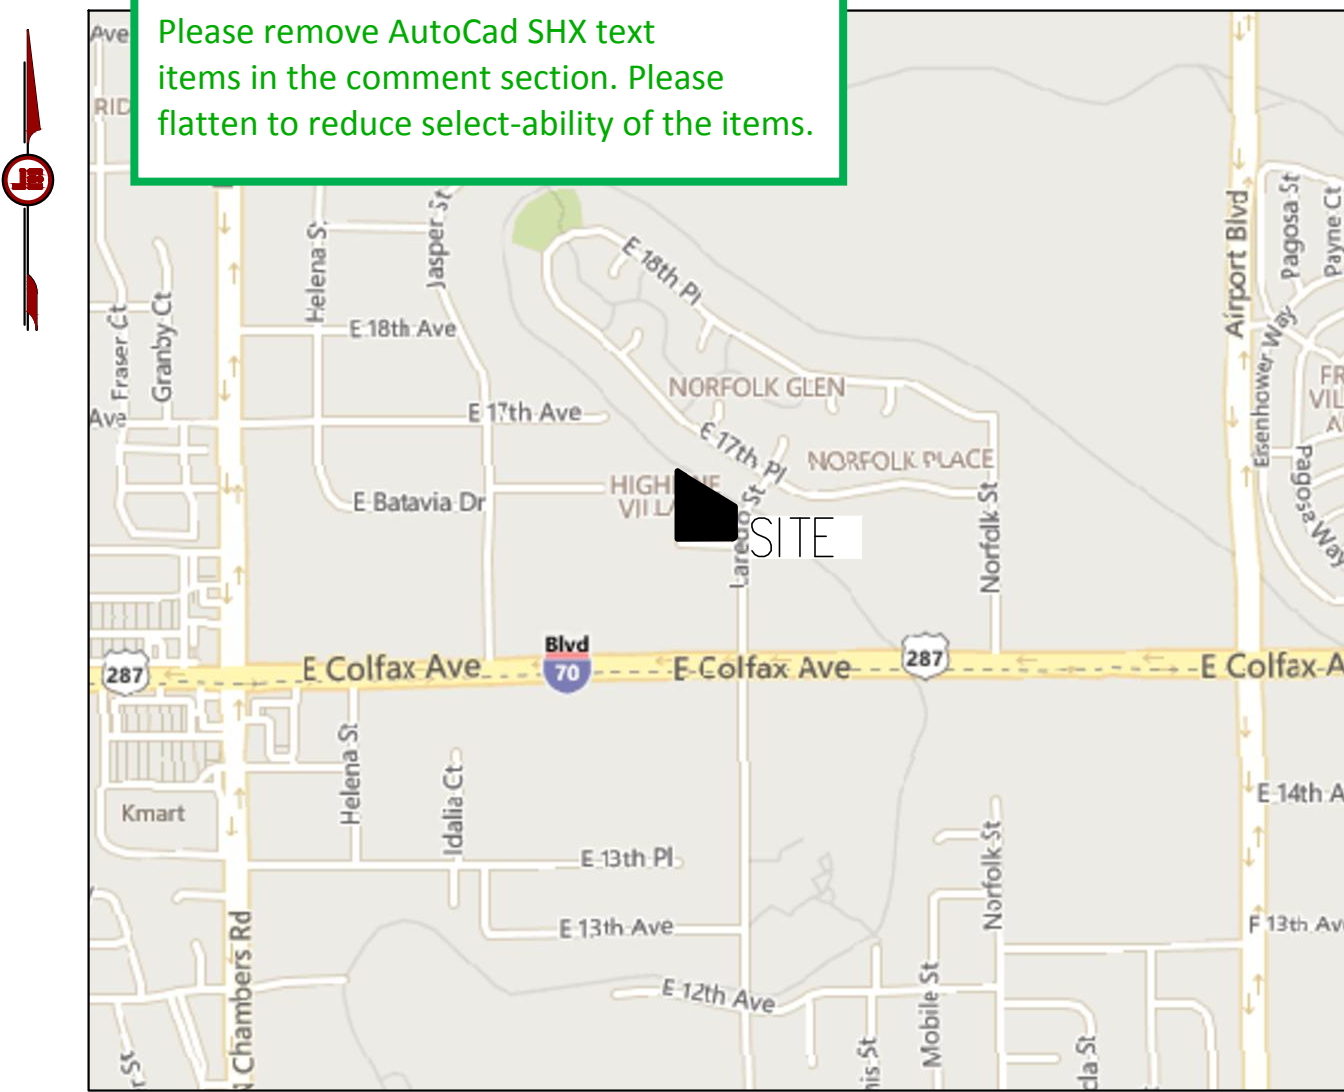 Please remove AutoCad SHX text
items in the comment section. Please
flatten to reduce select-ability of the items.
Ave
Helena St
Jasper St
E 18th Pl
Airport Blvd
Pagosa St
Payne Ct
Fraser Ct
Granby Ct
E 18th Ave
Eisenhower Way
NORFOLK GLEN
Ave
E 17th Ave
E 17th Pl
NORFOLK PLACE
E Batavia Dr
Laredo St
SITE
Norfolk St
Pagosa Way
Blvd
70
287
E Colfax Ave
E Colfax Ave
287
E Colfax A
Helena St
Idalia Ct
Kmart
E 14th A
E 13th Pl
Norfolk St
E 13th Ave
13th Av
N Chambers Rd
E 12th Ave
Mobile St